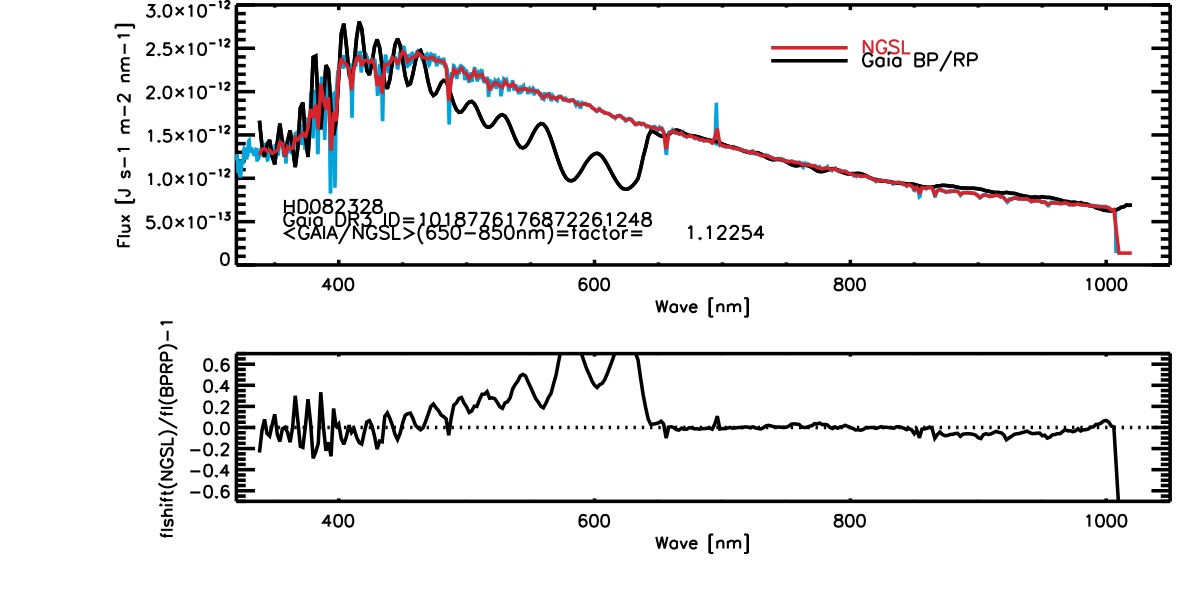 3.0×10−12
2.5×10−12
2.0×10−12
1.5×10−12
1.0×10−12
5.0×10−13
0
Flux [J s−1 m−2 nm−1]
NGSL
Gaia BP/RP
HD082328
Gaia DR3 ID=1018776176872261248
<GAIA/NGSL>(650−850nm)=factor= 1.12254
400 600 800 1000
Wave [nm]
0.6
0.4
0.2
0.0
−0.2
−0.4
−0.6
flshift(NGSL)/fl(BPRP)−1
400 600 800 1000
Wave [nm]